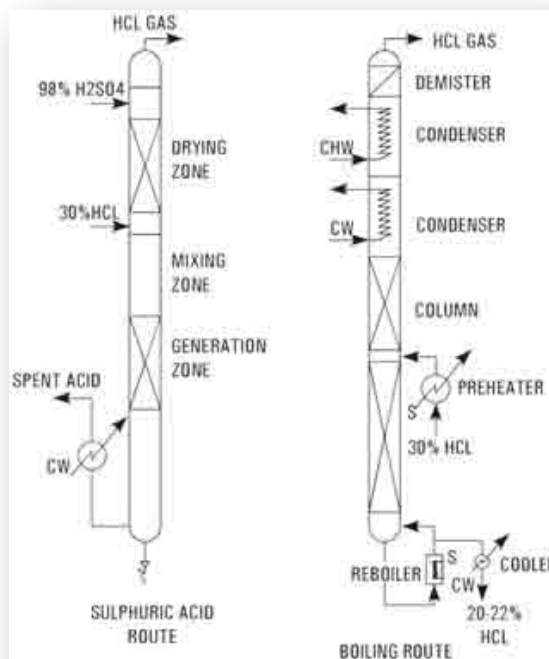 HCL GAS
98% H2SO4
DRYING
ZONE
30%HCL
MIXING
ZONE
GENERATION
ZONE
SPENT ACID
CW
SULPHURIC ACID
ROUTE
HCL GAS
DEMISTER
CHW
CONDENSER
CW
CONDENSER
COLUMN
PREHEATER
S
30% HCL
REBOILER
S
COOLER
CW
20-22%
HCL
BOILING ROUTE